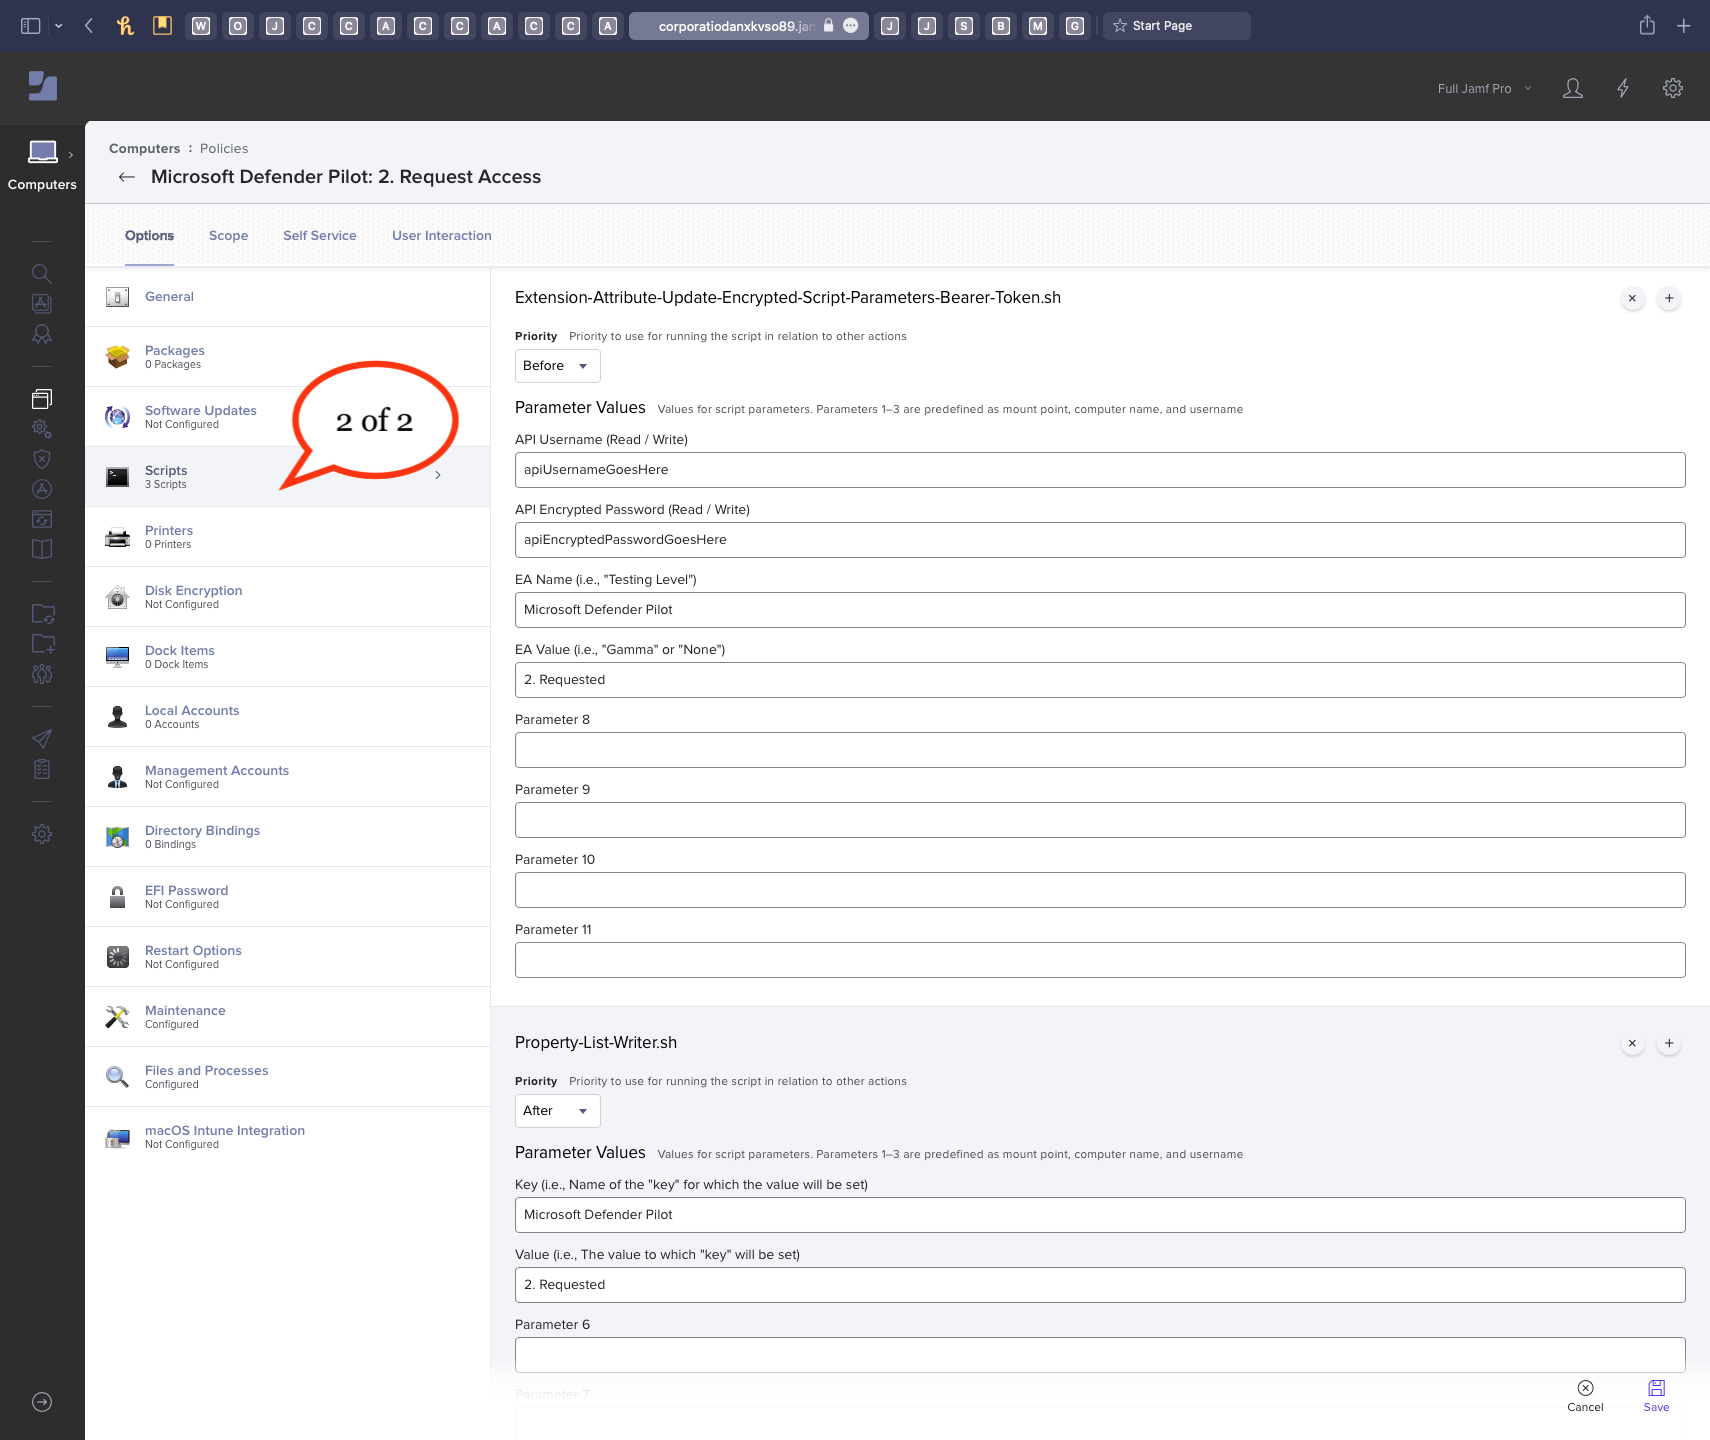 W O J C C A C C A C C A corporatiodanxkvso89.jam J J S B M G Start Page
Full Jamf Pro
Computers
Computers : Policies
Microsoft Defender Pilot: 2. Request Access
Options Scope Self Service User Interaction
General
Packages
0 Packages
Software Updates
Not Configured
2 of 2
Scripts
3 Scripts
Printers
0 Printers
Disk Encryption
Not Configured
Dock Items
0 Dock Items
Local Accounts
0 Accounts
Management Accounts
Not Configured
Directory Bindings
0 Bindings
EFI Password
Not Configured
Restart Options
Not Configured
Maintenance
Configured
Files and Processes
Configured
macOS Intune Integration
Not Configured
Extension-Attribute-Update-Encrypted-Script-Parameters-Bearer-Token.sh
Priority Priority to use for running the script in relation to other actions
Before
Parameter Values Values for script parameters. Parameters 1–3 are predefined as mount point, computer name, and username
API Username (Read / Write)
apiUsernameGoesHere
API Encrypted Password (Read / Write)
apiEncryptedPasswordGoesHere
EA Name (i.e., "Testing Level")
Microsoft Defender Pilot
EA Value (i.e., "Gamma" or "None")
2. Requested
Parameter 8
Parameter 9
Parameter 10
Parameter 11
Property-List-Writer.sh
Priority Priority to use for running the script in relation to other actions
After
Parameter Values Values for script parameters. Parameters 1–3 are predefined as mount point, computer name, and username
Key (i.e., Name of the "key" for which the value will be set)
Microsoft Defender Pilot
Value (i.e., The value to which "key" will be set)
2. Requested
Parameter 6
Parameter 7
Cancel Save